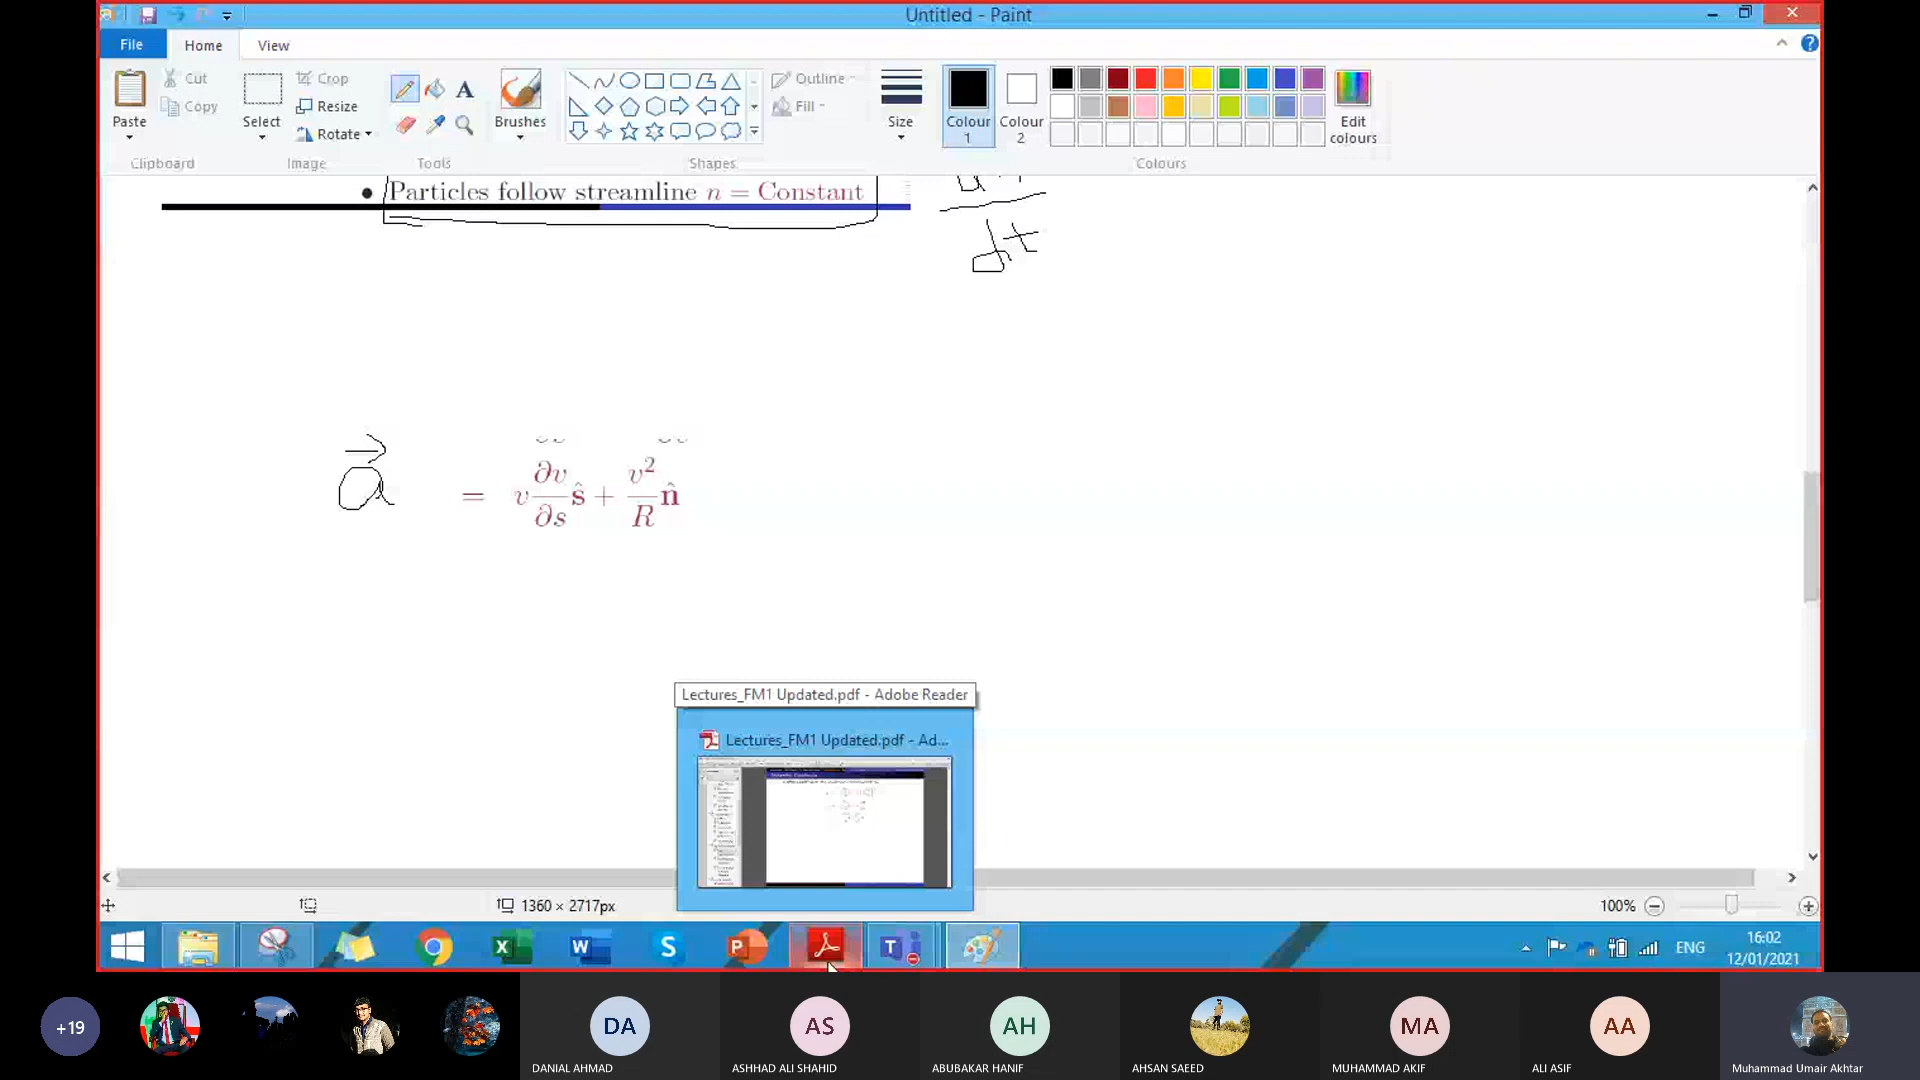 Untitled - Paint
File Home View
Paste Cut Copy Select Crop Resize Rotate Brushes Outline Fill Size Colour 1 Colour 2 Edit colours
Clipboard Image Tools Shapes Colours
• Particles follow streamline n = Constant
dt
a⃗ = v ∂v/∂s ŝ + v²/R n̂
Lectures_FM1 Updated.pdf - Adobe Reader
Lectures_FM1 Updated.pdf - Ad...
1360 × 2717px
100%
ENG
16:02
12/01/2021
+19
DA
AS
AH
MA
AA
DANIAL AHMAD
ASHHAD ALI SHAHID
ABUBAKAR HANIF
AHSAN SAEED
MUHAMMAD AKIF
ALI ASIF
Muhammad Umair Akhtar